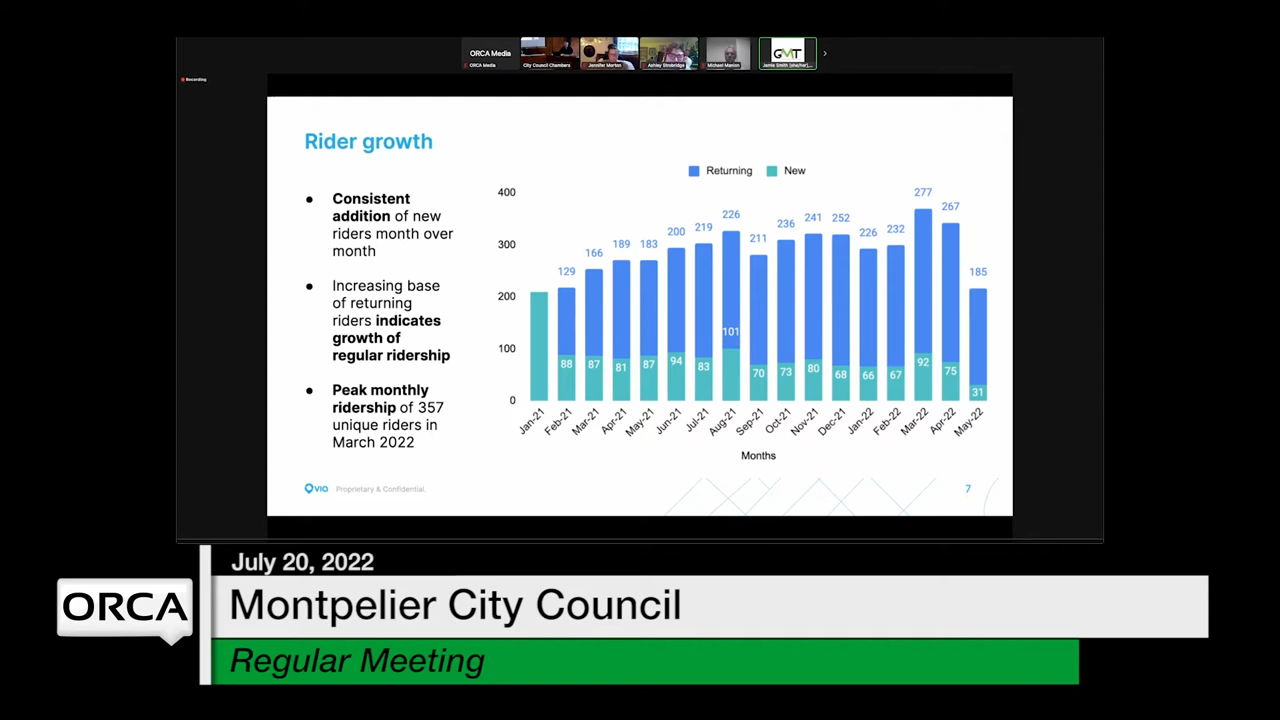 ORCA Media
ORCA Media
City Council Chambers
Jennifer Morton
Ashley Strobridge
Michael Manion
GMT
Jamie Smith (she/her),...
Recording
Rider growth
Returning
New
● Consistent
addition of new
riders month over
month
● Increasing base
of returning
riders indicates
growth of
regular ridership
● Peak monthly
ridership of 357
unique riders in
March 2022
400
300
200
100
0
129 166 189 183 200 219 226 211 236 241 252 226 232 277 267 185
88 87 81 87 94 83 101 70 73 80 68 66 67 92 75 31
Jan-21 Feb-21 Mar-21 Apr-21 May-21 Jun-21 Jul-21 Aug-21 Sep-21 Oct-21 Nov-21 Dec-21 Jan-22 Feb-22 Mar-22 Apr-22 May-22
Months
via Proprietary & Confidential.
7
July 20, 2022
ORCA
Montpelier City Council
Regular Meeting